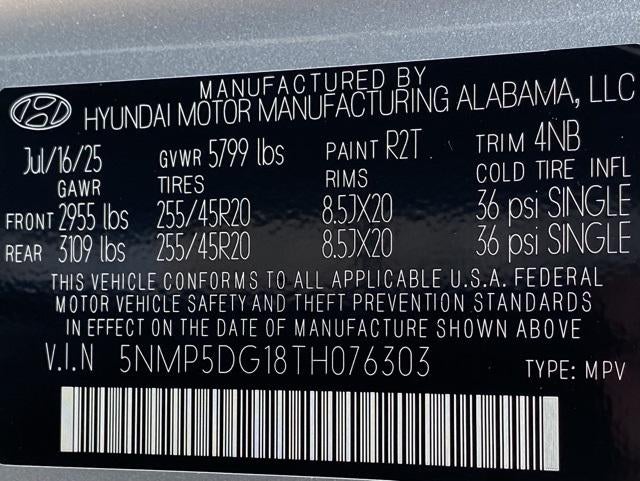 MANUFACTURED BY
HYUNDAI MOTOR MANUFACTURING ALABAMA, LLC
Jul/16/25 GVWR 5799 lbs PAINT R2T TRIM 4NB
GAWR TIRES RIMS COLD TIRE INFL
FRONT 2955 lbs 255/45R20 8.5JX20 36 psi SINGLE
REAR 3109 lbs 255/45R20 8.5JX20 36 psi SINGLE
THIS VEHICLE CONFORMS TO ALL APPLICABLE U.S.A. FEDERAL
MOTOR VEHICLE SAFETY AND THEFT PREVENTION STANDARDS
IN EFFECT ON THE DATE OF MANUFACTURE SHOWN ABOVE
V.I.N 5NMP5DG18TH076303 TYPE: MPV